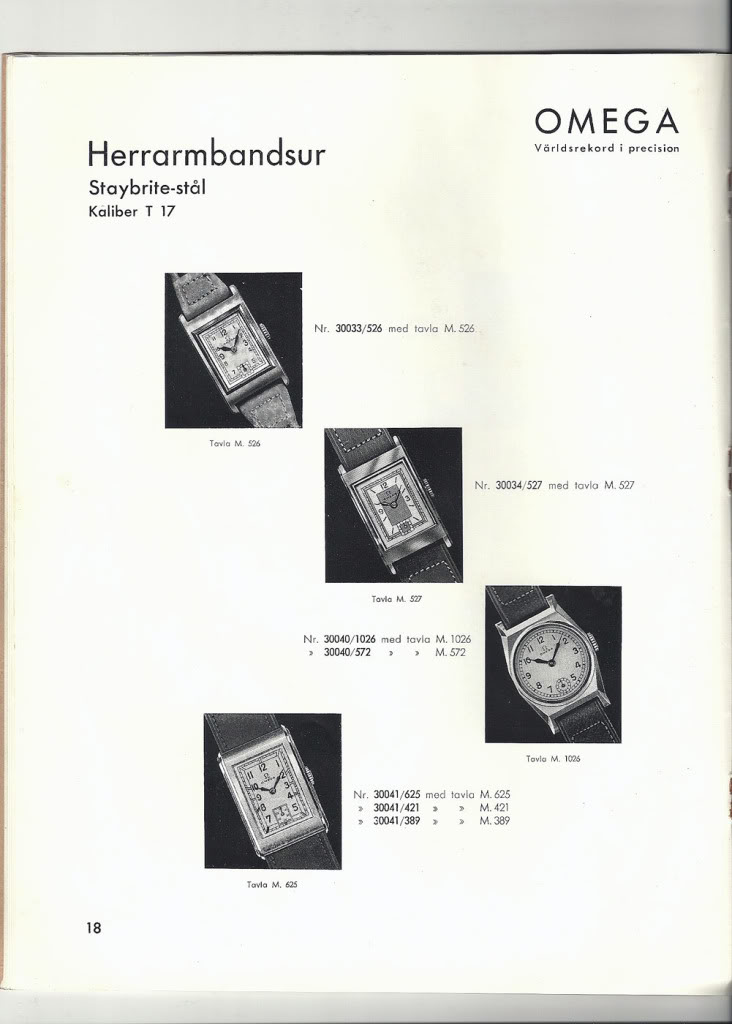 OMEGA
Världsrekord i precision
Herrarmbandsur
Staybrite-stål
Kaliber T 17
Nr. 30033/526 med tavla M. 526
Tavla M. 526
Nr. 30034/527 med tavla M. 527
Tavla M. 527
Nr. 30040/1026 med tavla M. 1026
» 30040/572 » » M. 572
Tavla M. 1026
Nr. 30041/625 med tavla M. 625
» 30041/421 » » M. 421
» 30041/389 » » M. 389
Tavla M. 625
18